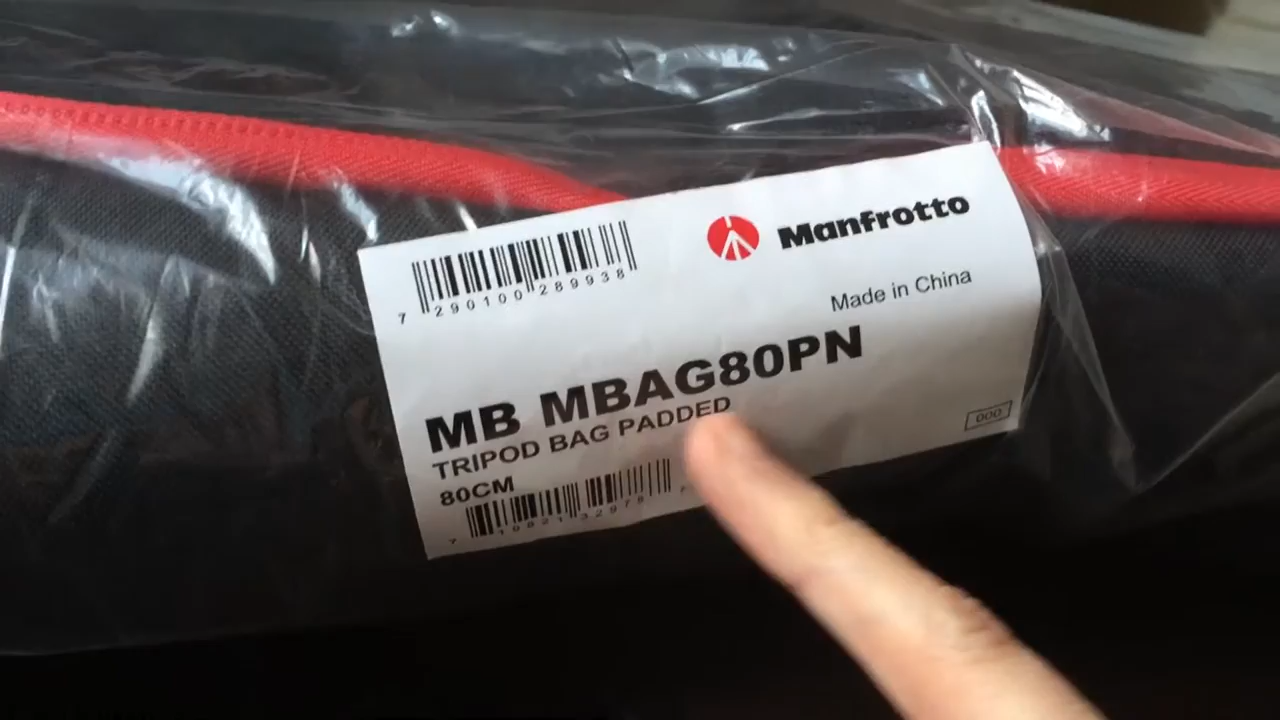 7 290100 289938
Manfrotto
Made in China
MB MBAG80PN
TRIPOD BAG PADDED
80CM
000